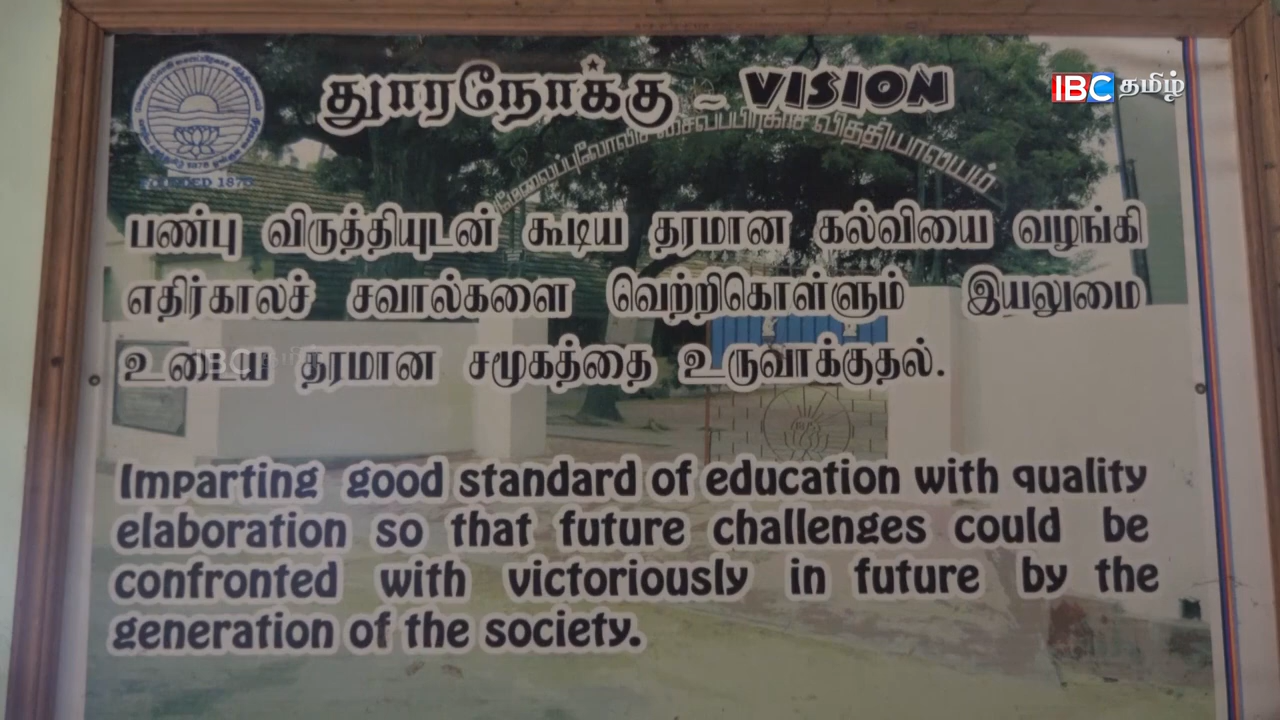 தூரநோக்கு - VISION
IBC தமிழ்
FOUNDED 1876
பண்பு விருத்தியுடன் கூடிய தரமான கல்வியை வழங்கி
எதிர்காலச் சவால்களை வெற்றிகொள்ளும் இயலுமை
உடைய தரமான சமூகத்தை உருவாக்குதல்.
Imparting good standard of education with quality
elaboration so that future challenges could be
confronted with victoriously in future by the
generation of the society.